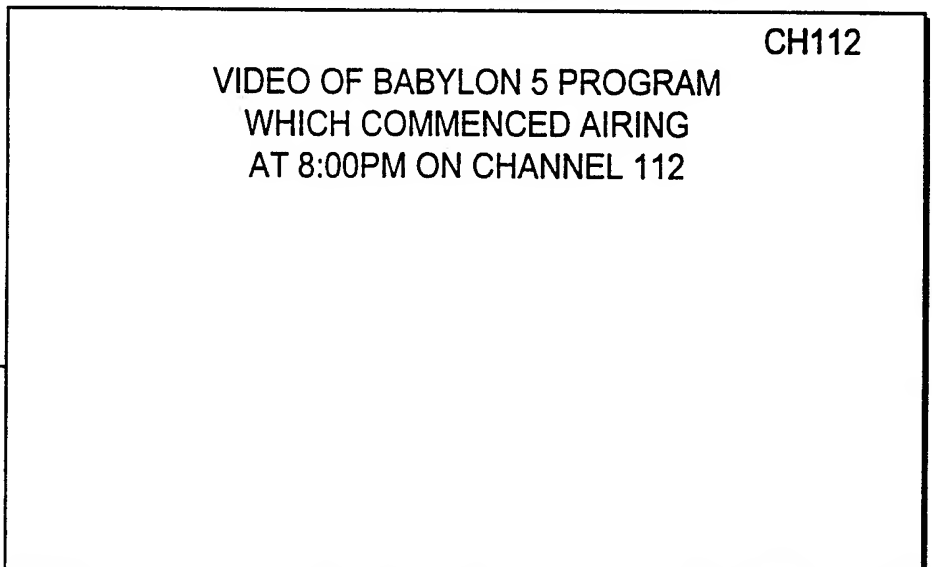 CH112
VIDEO OF BABYLON 5 PROGRAM
WHICH COMMENCED AIRING
AT 8:00PM ON CHANNEL 112